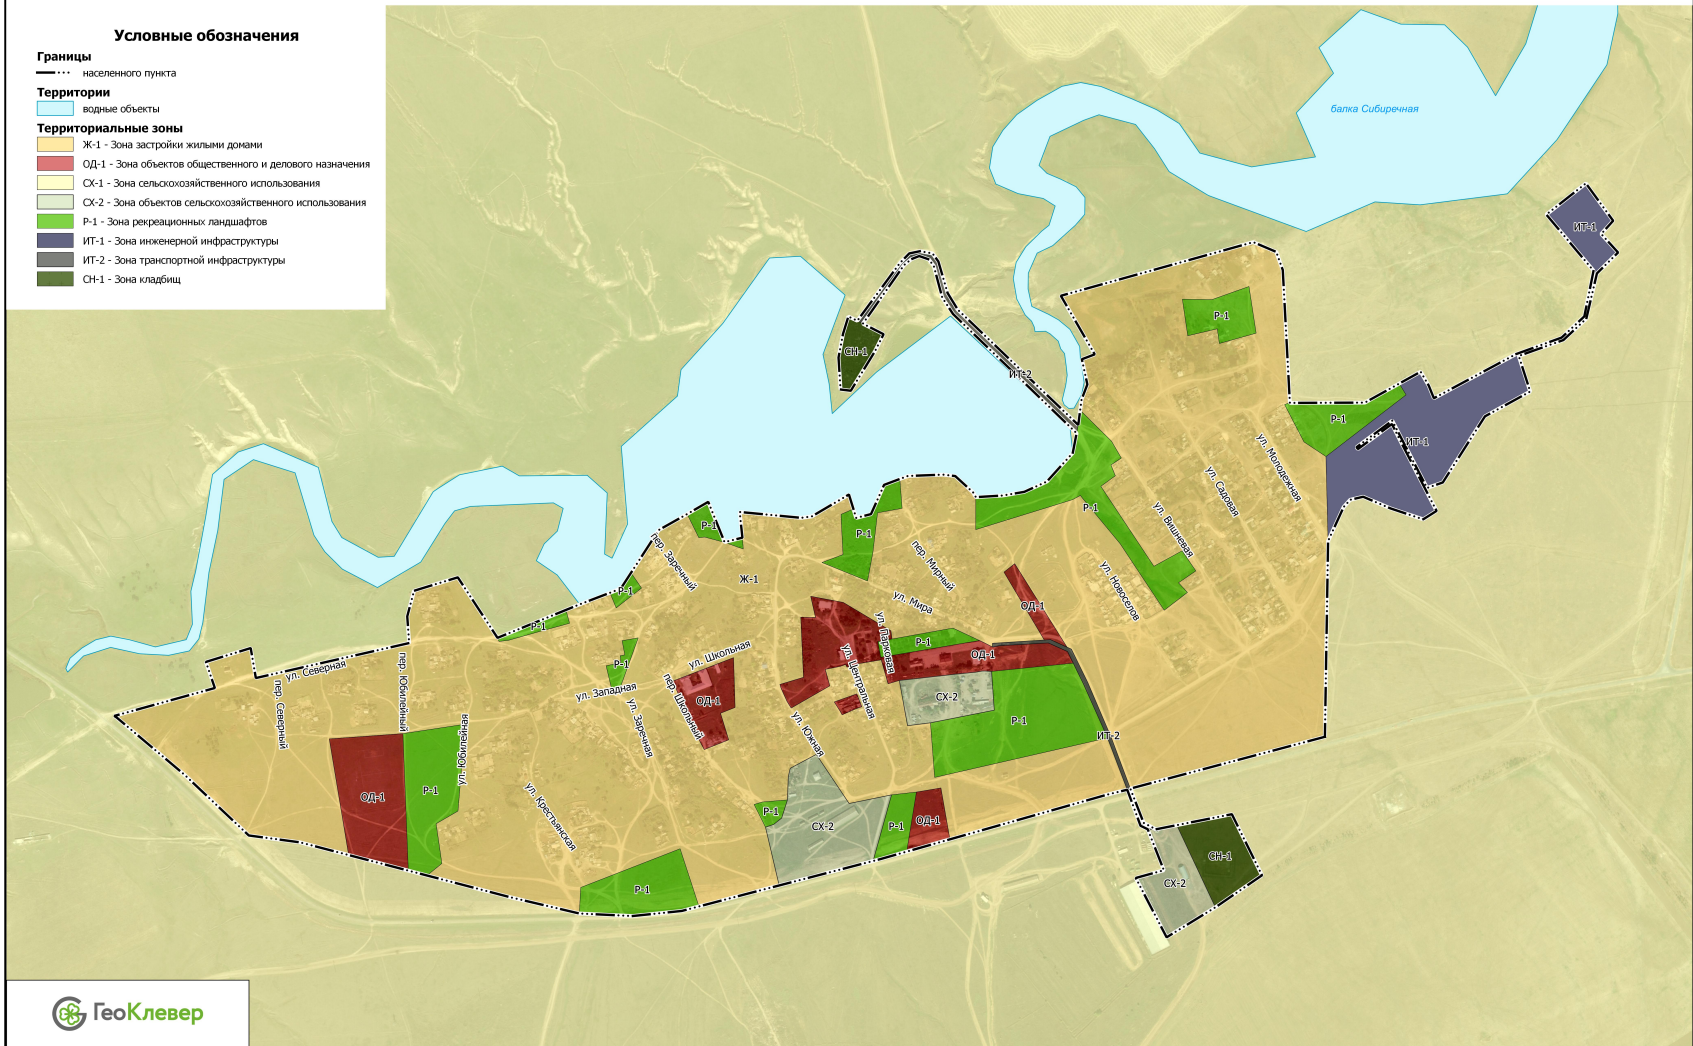 Условные обозначения
Границы
населенного пункта
Территории
водные объекты
Территориальные зоны
Ж-1 - Зона застройки жилыми домами
ОД-1 - Зона объектов общественного и делового назначения
СХ-1 - Зона сельскохозяйственного использования
СХ-2 - Зона объектов сельскохозяйственного использования
Р-1 - Зона рекреационных ландшафтов
ИТ-1 - Зона инженерной инфраструктуры
ИТ-2 - Зона транспортной инфраструктуры
СН-1 - Зона кладбищ
балка Сибиречная
ИТ-1
Р-1
СН-1
ИТ-2
Р-1
ИТ-1
ул. Молодежная
ул. Садовая
ул. Вишневая
Р-1
Р-1
Р-1
пер. Заречный
пер. Мирный
Ж-1
ул. Новоселов
Р-1
ул. Мира
ОД-1
Р-1
ул. Парковая
Р-1
ул. Школьная
ОД-1
Р-1
ул. Северная
пер. Юбилейный
ул. Центральная
ул. Западная
СХ-2
ОД-1
пер. Школьный
пер. Северный
Р-1
ул. Заречная
ул. Южная
ИТ-2
ул. Юбилейная
Р-1
ОД-1
Р-1
ул. Крестьянская
СХ-2
Р-1
ОД-1
СН-1
СХ-2
Р-1
ГеоКлевер